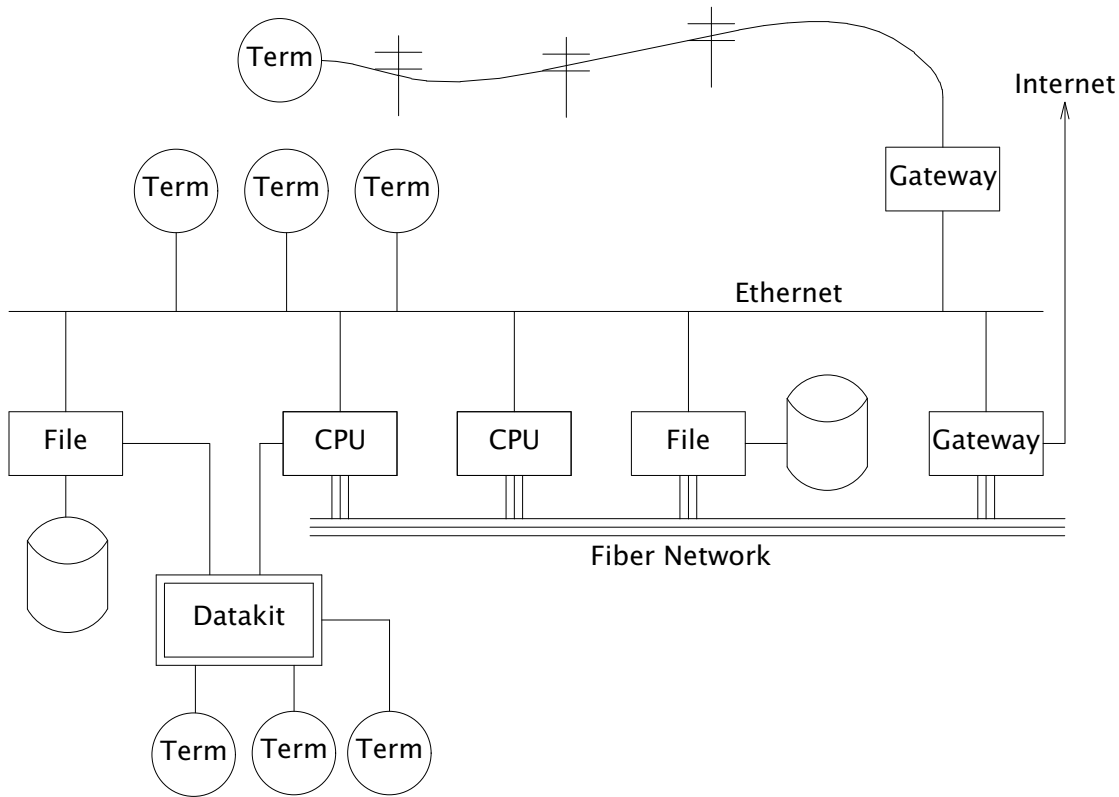 Term
Internet
Term
Term
Term
Gateway
Ethernet
File
CPU
CPU
File
Gateway
Fiber Network
Datakit
Term
Term
Term